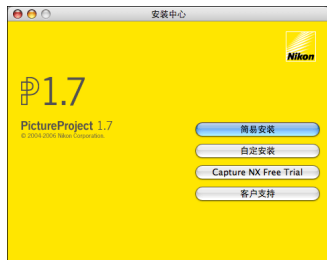 安装中心
Nikon
P1.7
PictureProject 1.7
© 2004-2006 Nikon Corporation.
简易安装
自定安装
Capture NX Free Trial
客户支持